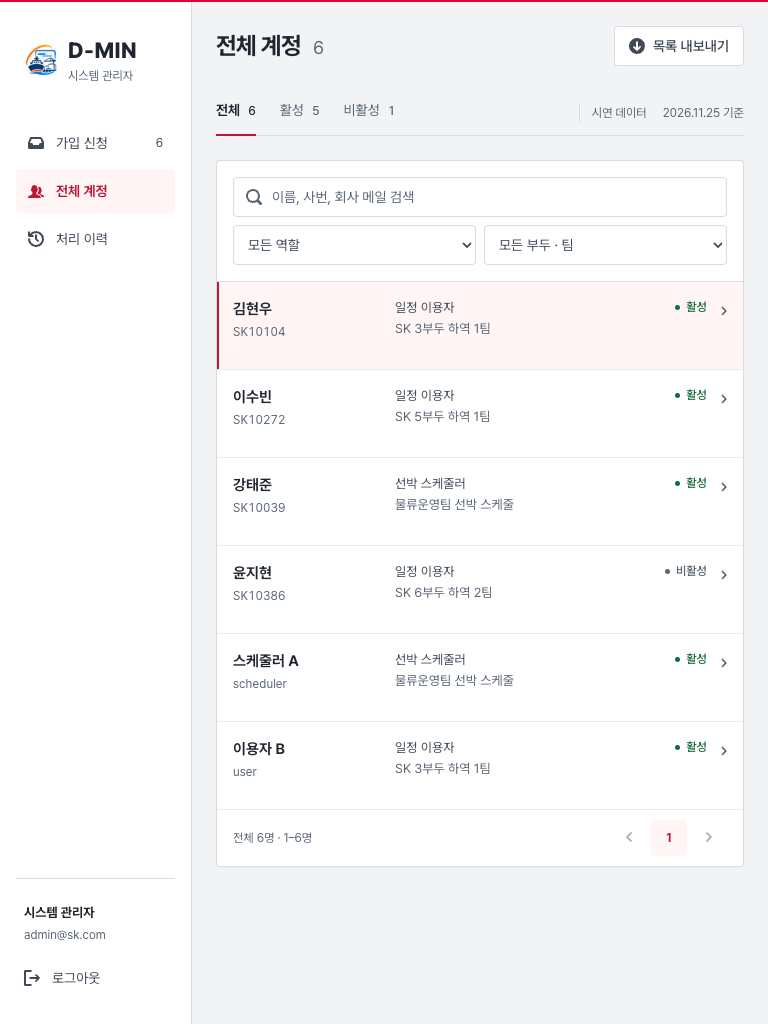 D-MIN
시스템 관리자
가입 신청 6
전체 계정
처리 이력
시스템 관리자
admin@sk.com
로그아웃
전체 계정 6
목록 내보내기
전체 6 활성 5 비활성 1
시연 데이터 2026.11.25 기준
이름, 사번, 회사 메일 검색
모든 역할 모든 부두 · 팀
김현우 일정 이용자 활성
SK10104 SK 3부두 하역 1팀
이수빈 일정 이용자 활성
SK10272 SK 5부두 하역 1팀
강태준 선박 스케줄러 활성
SK10039 물류운영팀 선박 스케줄
윤지현 일정 이용자 비활성
SK10386 SK 6부두 하역 2팀
스케줄러 A 선박 스케줄러 활성
scheduler 물류운영팀 선박 스케줄
이용자 B 일정 이용자 활성
user SK 3부두 하역 1팀
전체 6명 · 1–6명 1